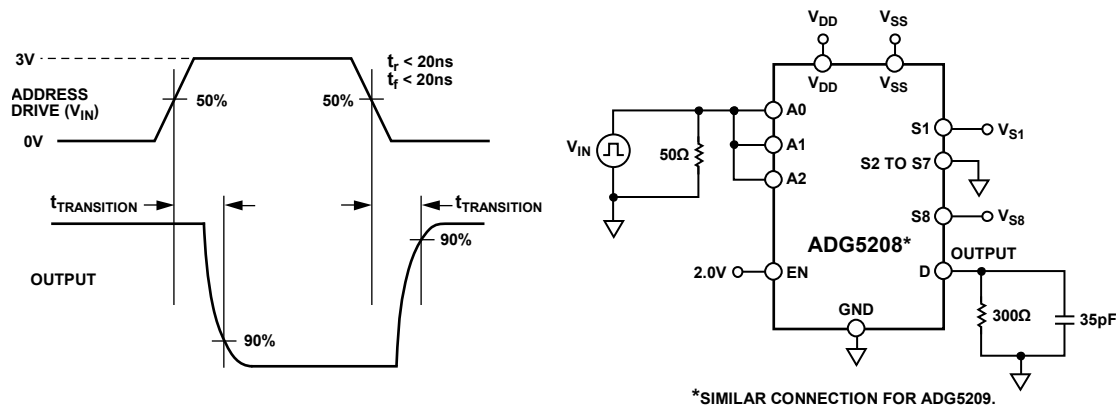 3V
ADDRESS
DRIVE (VIN)
0V
50%
50%
tr < 20ns
tf < 20ns
tTRANSITION
tTRANSITION
90%
OUTPUT
90%
VDD
VSS
VDD
VSS
A0
A1
A2
VIN
50Ω
S1
VS1
S2 TO S7
S8
VS8
ADG5208*
OUTPUT
D
2.0V
EN
GND
300Ω
35pF
*SIMILAR CONNECTION FOR ADG5209.